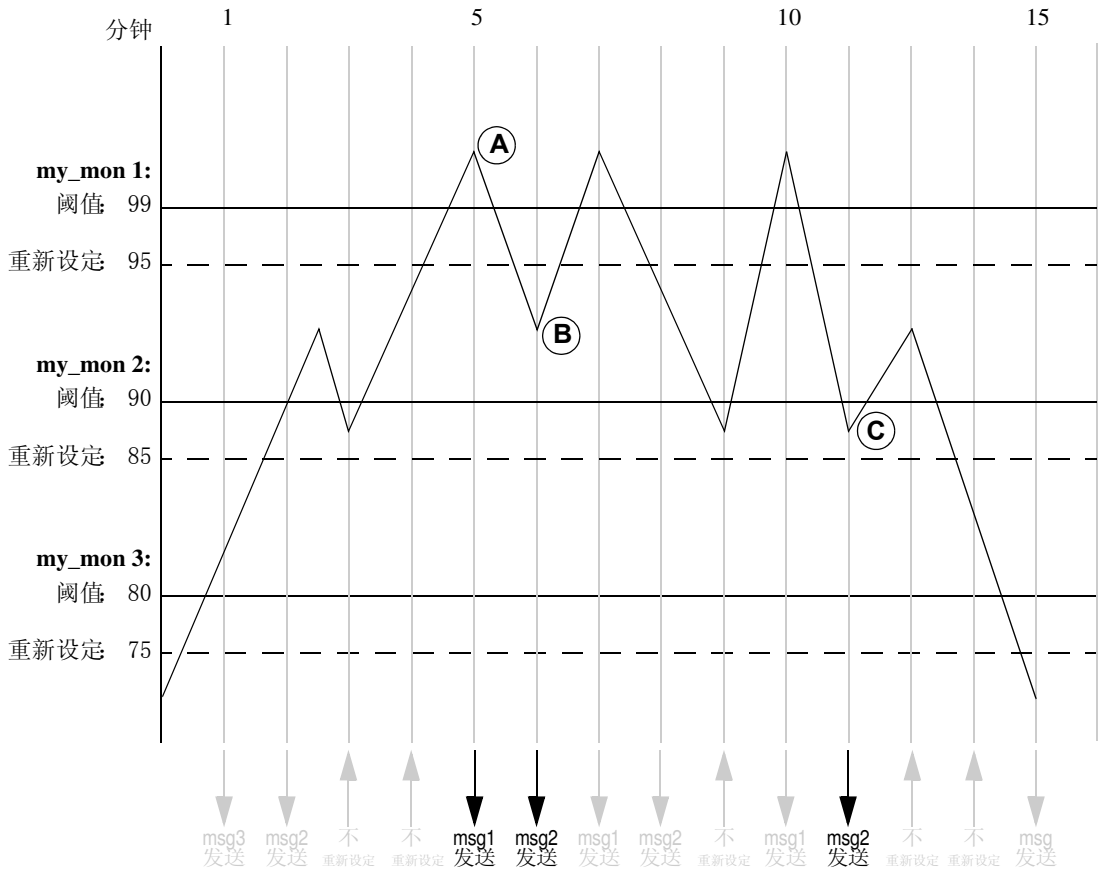 分钟 1 5 10 15
A
my_mon 1:
阈值: 99
重新设定: 95
B
my_mon 2:
阈值: 90
C
重新设定: 85
my_mon 3:
阈值: 80
重新设定: 75
msg3 msg2 不 不 msg1 msg2 msg1 msg2 不 msg1 msg2 不 不 msg
发送 发送 重新设定 重新设定 发送 发送 发送 发送 重新设定 发送 发送 重新设定 重新设定 发送